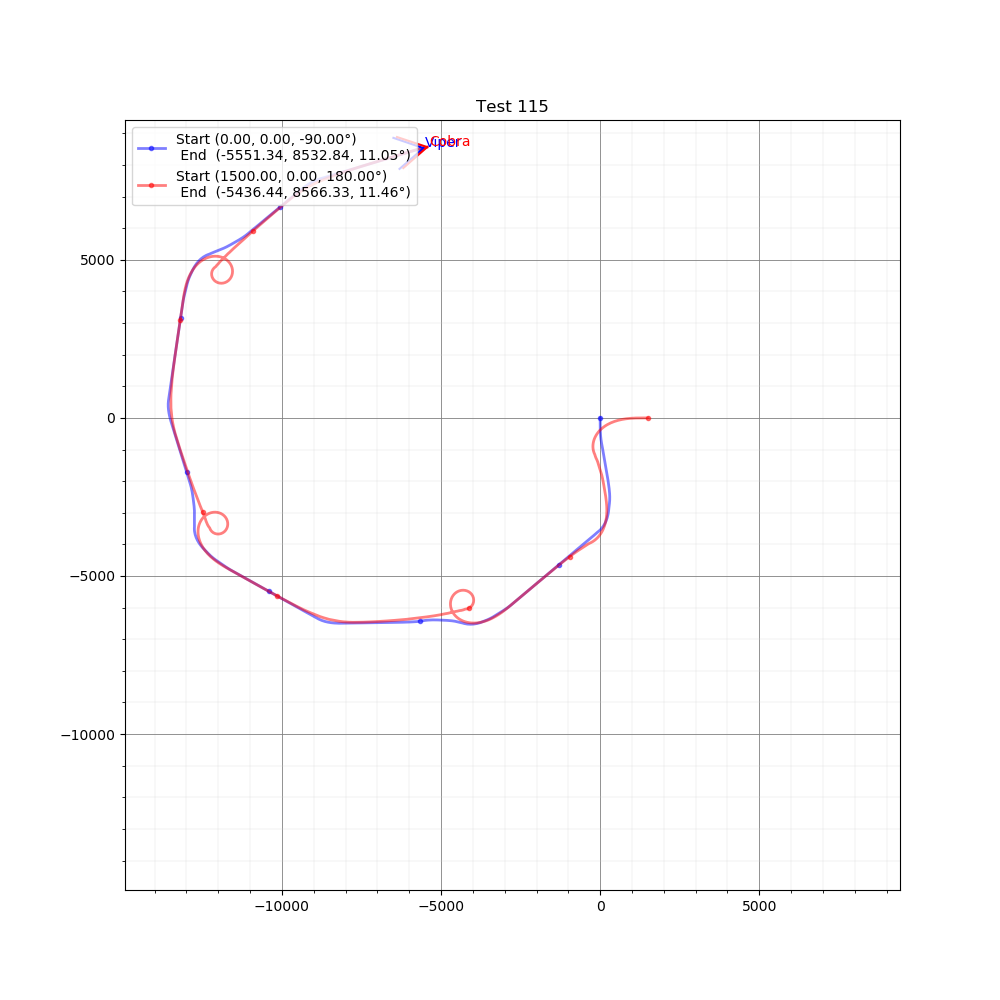 Test 115
Start (0.00, 0.00, -90.00°)
End  (-5551.34, 8532.84, 11.05°)
Start (1500.00, 0.00, 180.00°)
End  (-5436.44, 8566.33, 11.46°)
Viper
Cobra
5000
0
−5000
−10000
−10000
−5000
0
5000